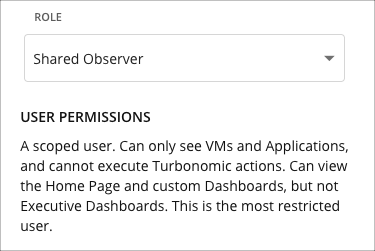 ROLE
Shared Observer
USER PERMISSIONS
A scoped user. Can only see VMs and Applications,
and cannot execute Turbonomic actions. Can view
the Home Page and custom Dashboards, but not
Executive Dashboards. This is the most restricted
user.